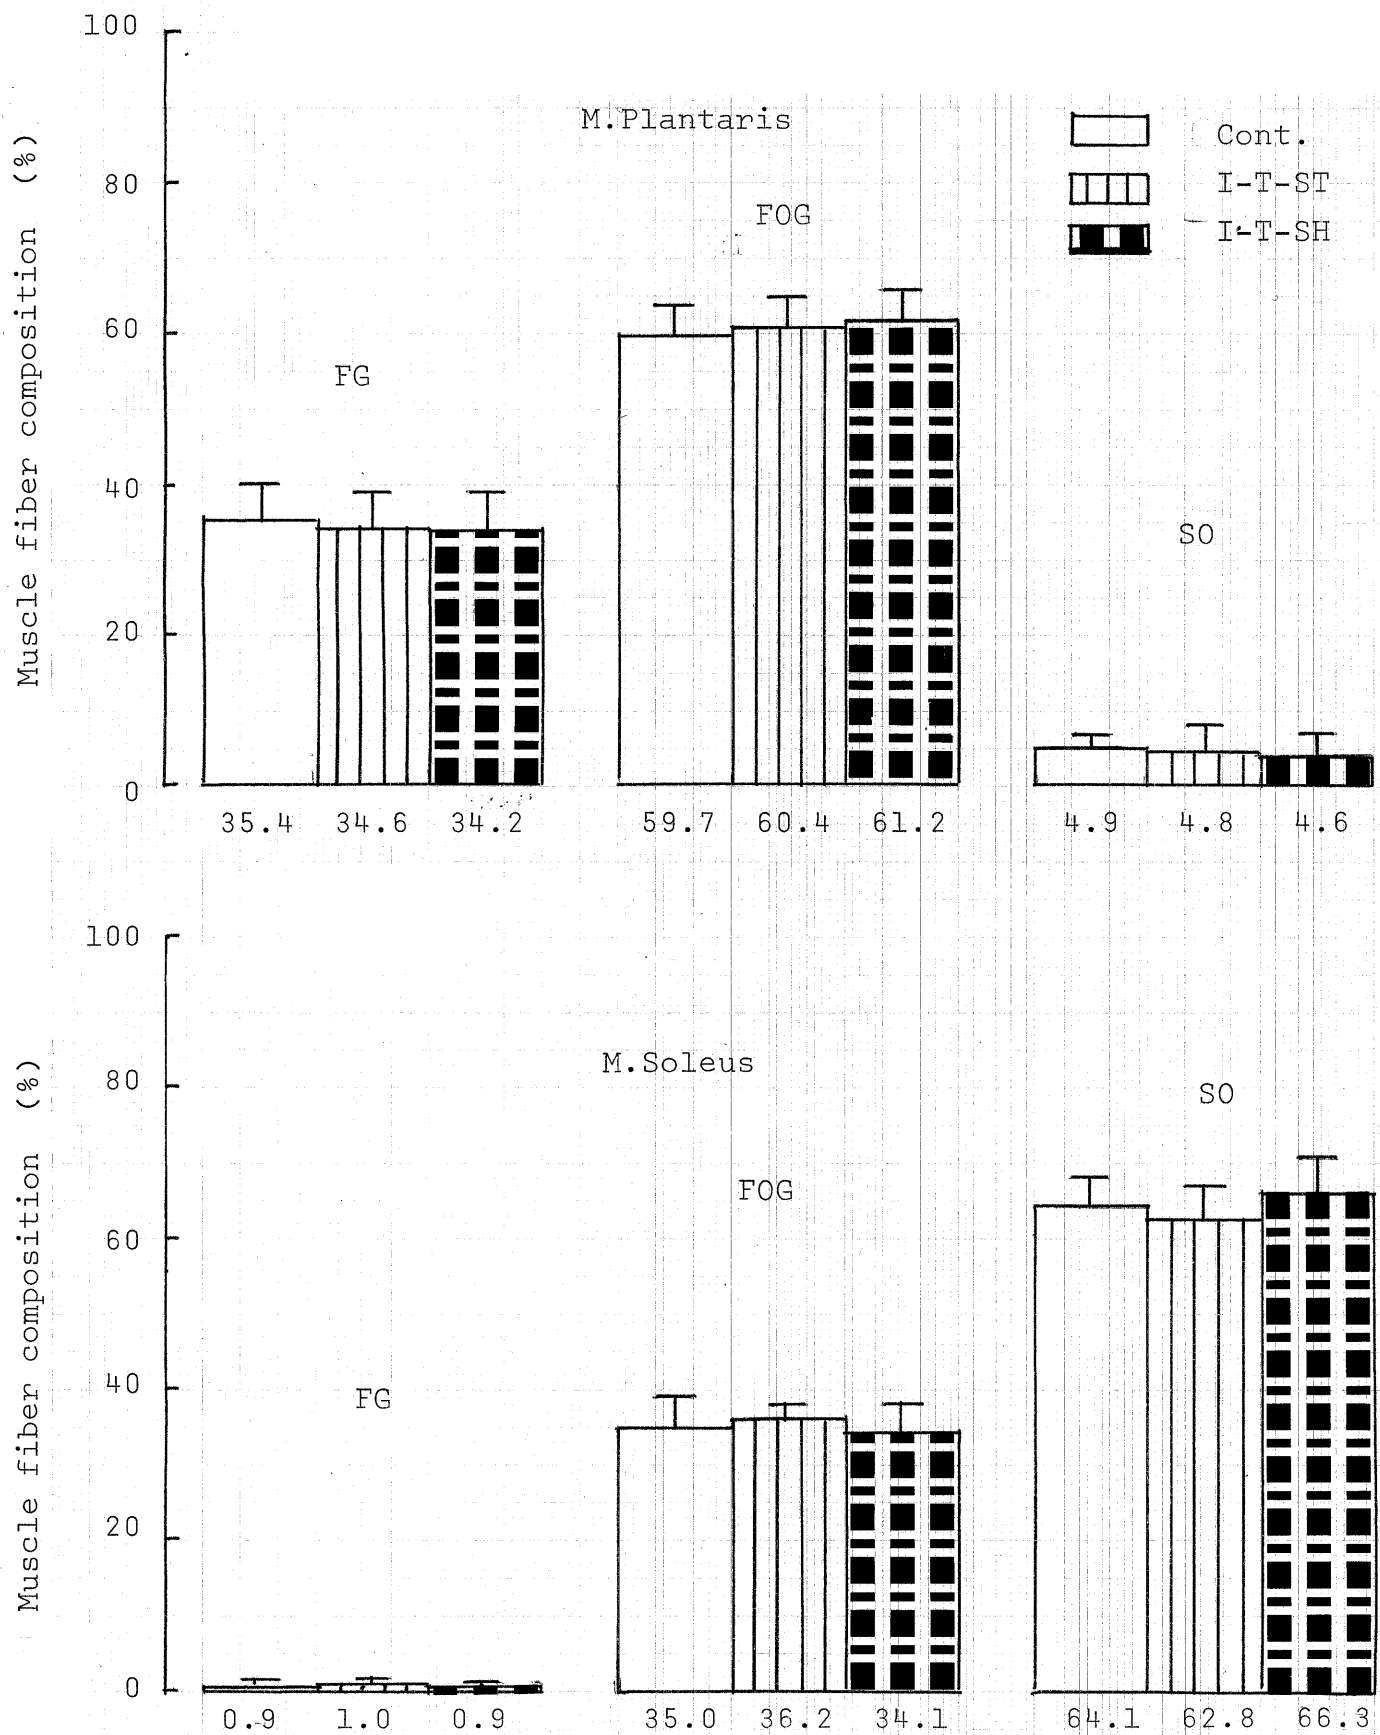 100
80
60
40
20
0
Muscle fiber composition (%)
M.Plantaris
Cont.
I-T-ST
I-T-SH
FG
FOG
SO
35.4 34.6 34.2 59.7 60.4 61.2 4.9 4.8 4.6
100
80
60
40
20
0
Muscle fiber composition (%)
M.Soleus
FG
FOG
SO
0.9 1.0 0.9 35.0 36.2 34.1 64.1 62.8 66.3